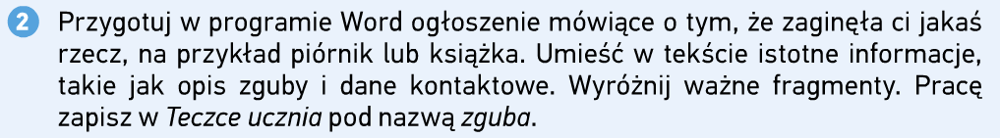 2 Przygotuj w programie Word ogłoszenie mówiące o tym, że zaginęła ci jakaś
rzecz, na przykład piórnik lub książka. Umieść w tekście istotne informacje,
takie jak opis zguby i dane kontaktowe. Wyróżnij ważne fragmenty. Pracę
zapisz w Teczce ucznia pod nazwą zguba.